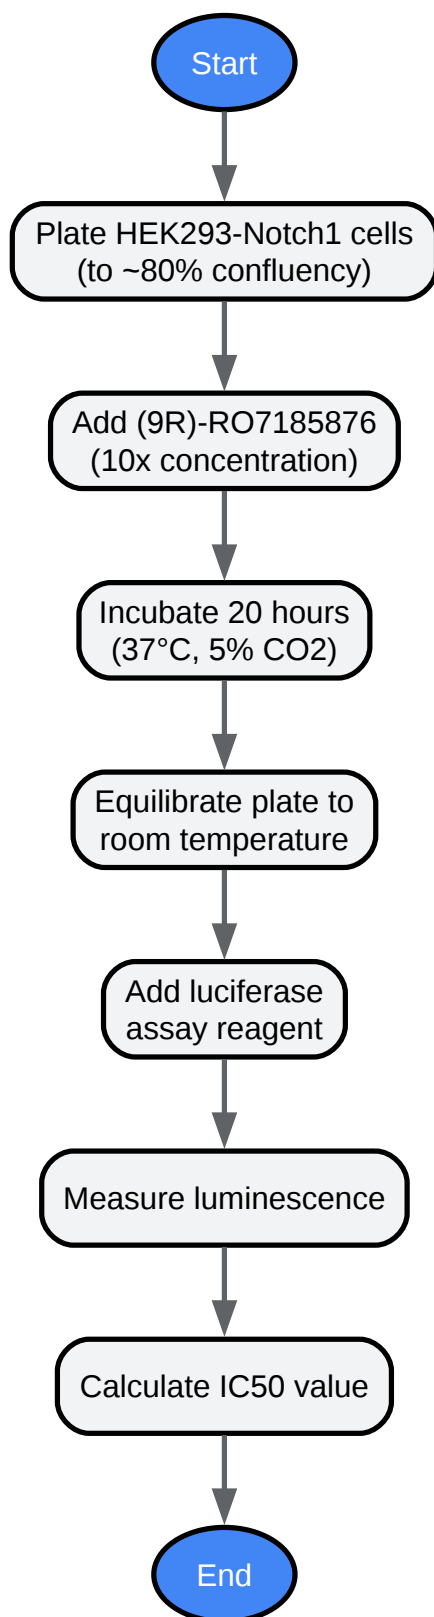 Start
Plate HEK293-Notch1 cells
(to ~80% confluency)
Add (9R)-RO7185876
(10x concentration)
Incubate 20 hours
(37°C, 5% CO2)
Equilibrate plate to
room temperature
Add luciferase
assay reagent
Measure luminescence
Calculate IC50 value
End